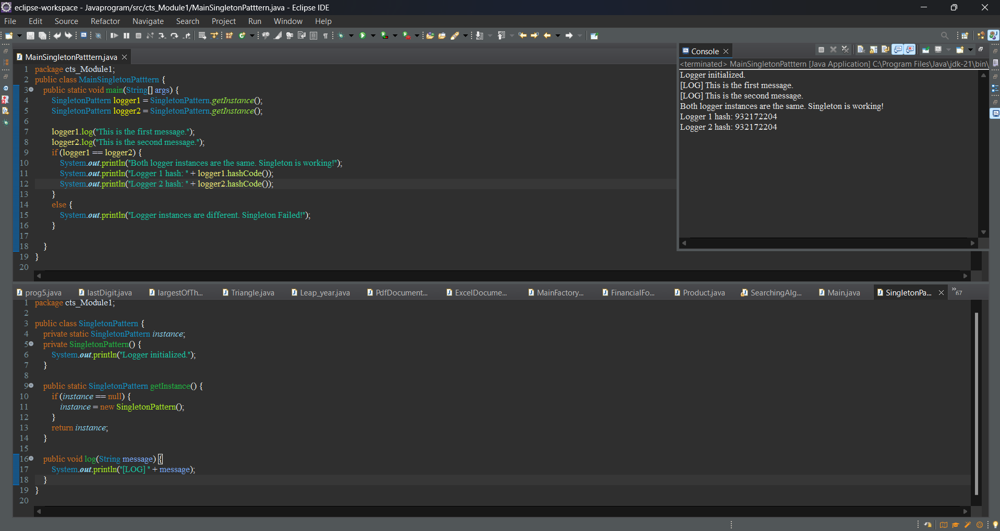 eclipse-workspace - Javaprogram/src/cts_Module1/MainSingletonPatttern.java - Eclipse IDE
File Edit Source Refactor Navigate Search Project Run Window Help
MainSingletonPatttern.java
1 package cts_Module1;
2 public class MainSingletonPatttern {
3 public static void main(String[] args) {
4 SingletonPattern logger1 = SingletonPattern.getInstance();
5 SingletonPattern logger2 = SingletonPattern.getInstance();
6
7 logger1.log("This is the first message.");
8 logger2.log("This is the second message.");
9 if (logger1 == logger2) {
10 System.out.println("Both logger instances are the same. Singleton is working!");
11 System.out.println("Logger 1 hash: " + logger1.hashCode());
12 System.out.println("Logger 2 hash: " + logger2.hashCode());
13 }
14 else {
15 System.out.println("Logger instances are different. Singleton Failed!");
16 }
17
18 }
19 }
20
Console
<terminated> MainSingletonPatttern [Java Application] C:\Program Files\Java\jdk-21\bin\
Logger initialized.
[LOG] This is the first message.
[LOG] This is the second message.
Both logger instances are the same. Singleton is working!
Logger 1 hash: 932172204
Logger 2 hash: 932172204
prog5.java lastDigit.java largestOfTh... Triangle.java Leap_year.java PdfDocument... ExcelDocume... MainFactory... FinancialFo... Product.java SearchingAlg... Main.java SingletonPa... »67
1 package cts_Module1;
2
3 public class SingletonPattern {
4 private static SingletonPattern instance;
5 private SingletonPattern() {
6 System.out.println("Logger initialized.");
7 }
8
9 public static SingletonPattern getInstance() {
10 if (instance == null) {
11 instance = new SingletonPattern();
12 }
13 return instance;
14 }
15
16 public void log(String message) {
17 System.out.println("[LOG] " + message);
18 }
19 }
20